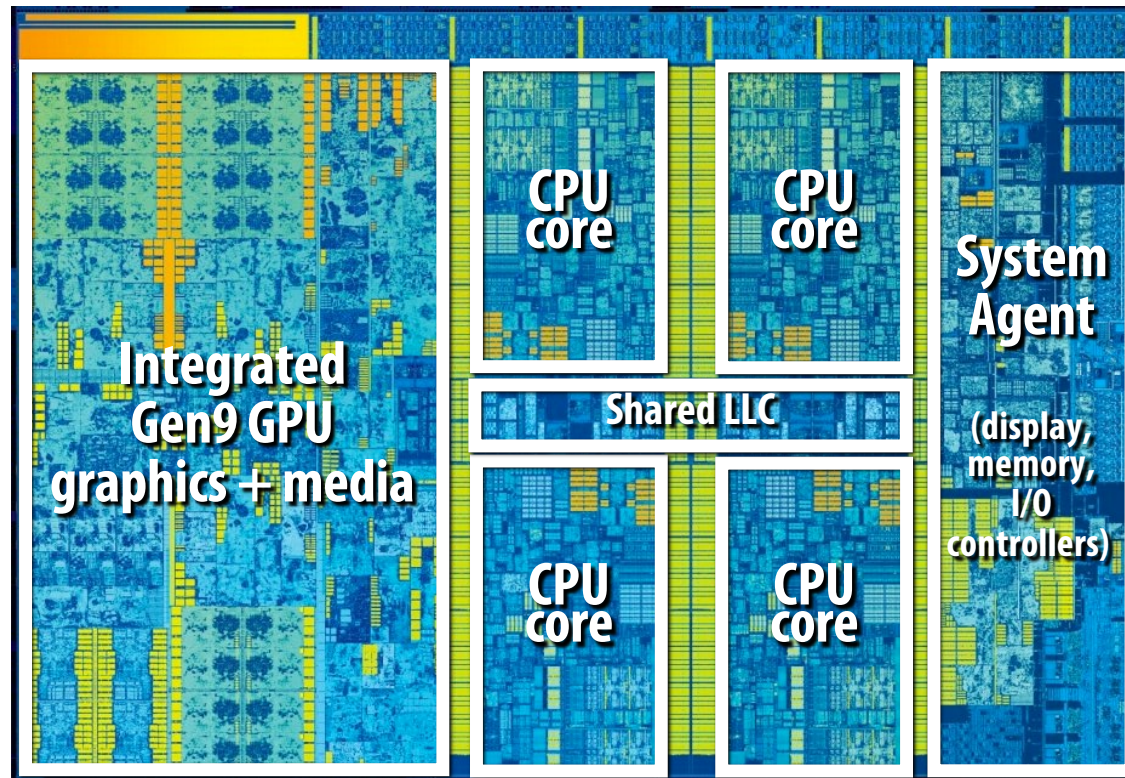 Integrated
Gen9 GPU
graphics + media
CPU
core
CPU
core
Shared LLC
CPU
core
CPU
core
System
Agent
(display,
memory,
I/O
controllers)